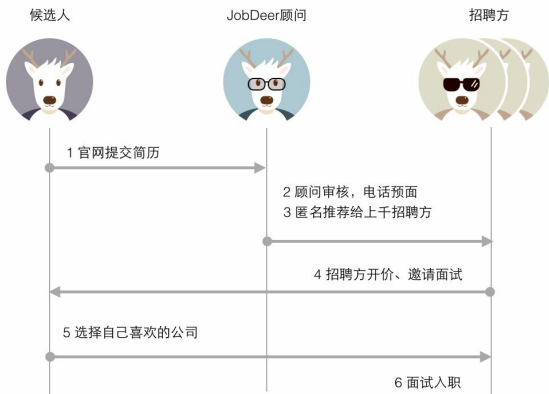 候选人
JobDeer顾问
招聘方
1 官网提交简历
2 顾问审核，电话预面
3 匿名推荐给上千招聘方
4 招聘方开价、邀请面试
5 选择自己喜欢的公司
6 面试入职